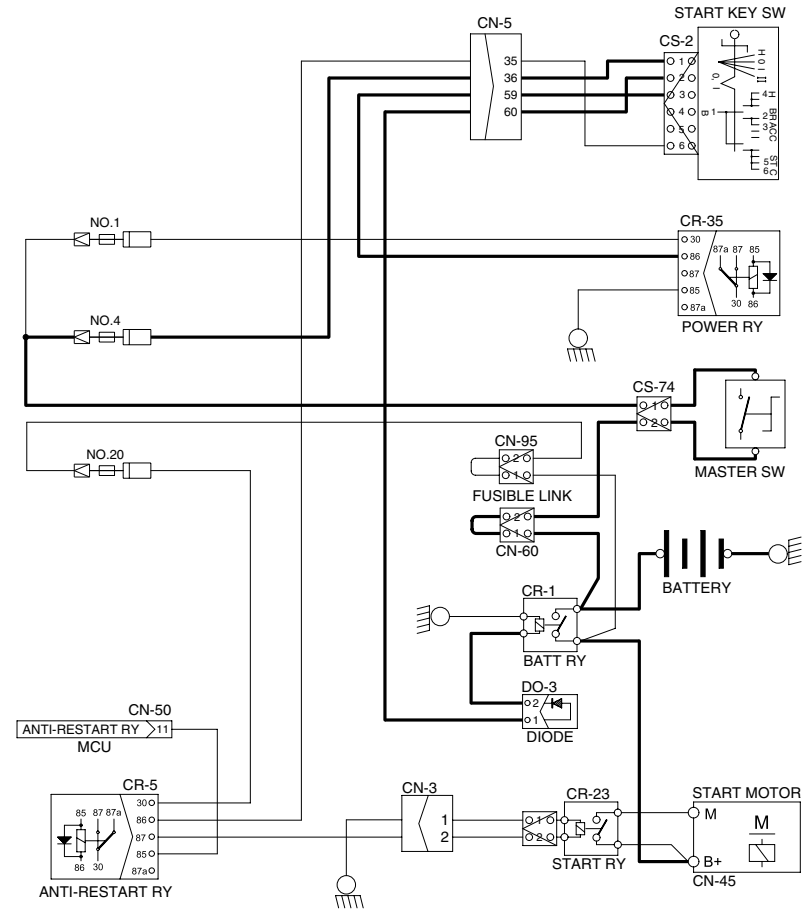 START KEY SW
CN-5
CS-2
35
36
59
60
1
2
3
4
5
6
H O I II
0, I
B 1
4 H
BR
2
ACC
3
ST
5
C
6
NO.1
CR-35
30
86
87
85
87a
87a 87 85
30 86
POWER RY
NO.4
CS-74
1
2
MASTER SW
CN-95
2
1
FUSIBLE LINK
NO.20
2
1
CN-60
BATTERY
CR-1
BATT RY
DO-3
2
1
DIODE
CN-50
ANTI-RESTART RY 11
MCU
CR-5
85 87 87a
86 30
30
86
87
85
87a
ANTI-RESTART RY
CN-3
1
2
CR-23
1
2
START RY
START MOTOR
M
M
B+
CN-45